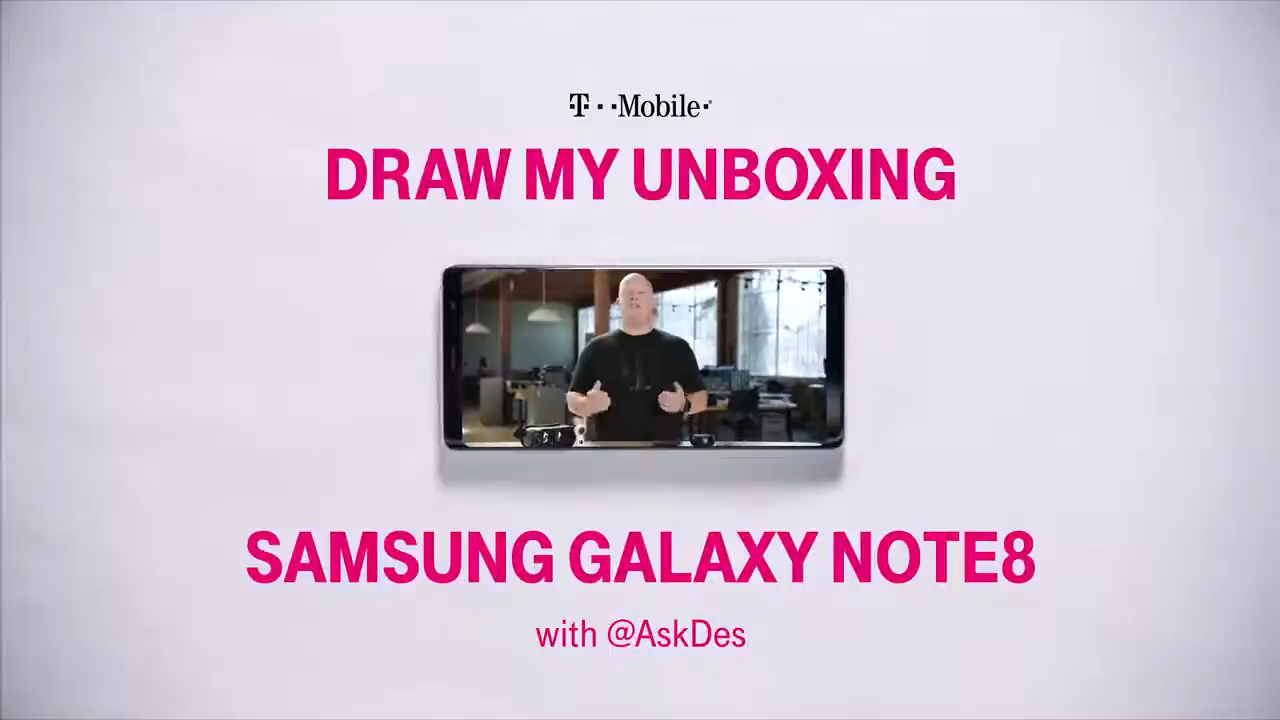 T··Mobile·
DRAW MY UNBOXING
SAMSUNG GALAXY NOTE8
with @AskDes